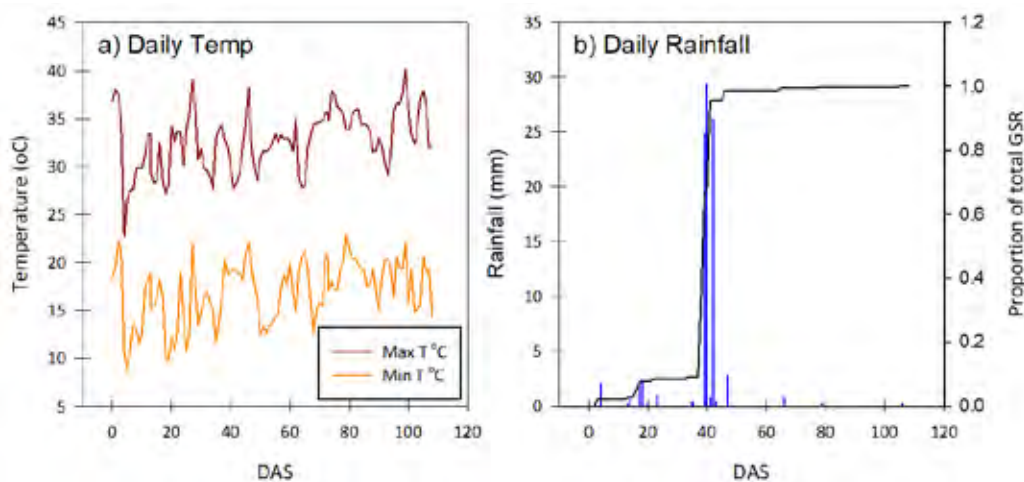 a) Daily Temp
45
40
35
30
25
20
15
10
5
Temperature (oC)
Max T °C
Min T °C
0 20 40 60 80 100 120
DAS
b) Daily Rainfall
35
30
25
20
15
10
5
0
Rainfall (mm)
0 20 40 60 80 100 120
DAS
1.2
1.0
0.8
0.6
0.4
0.2
0.0
Proportion of total GSR